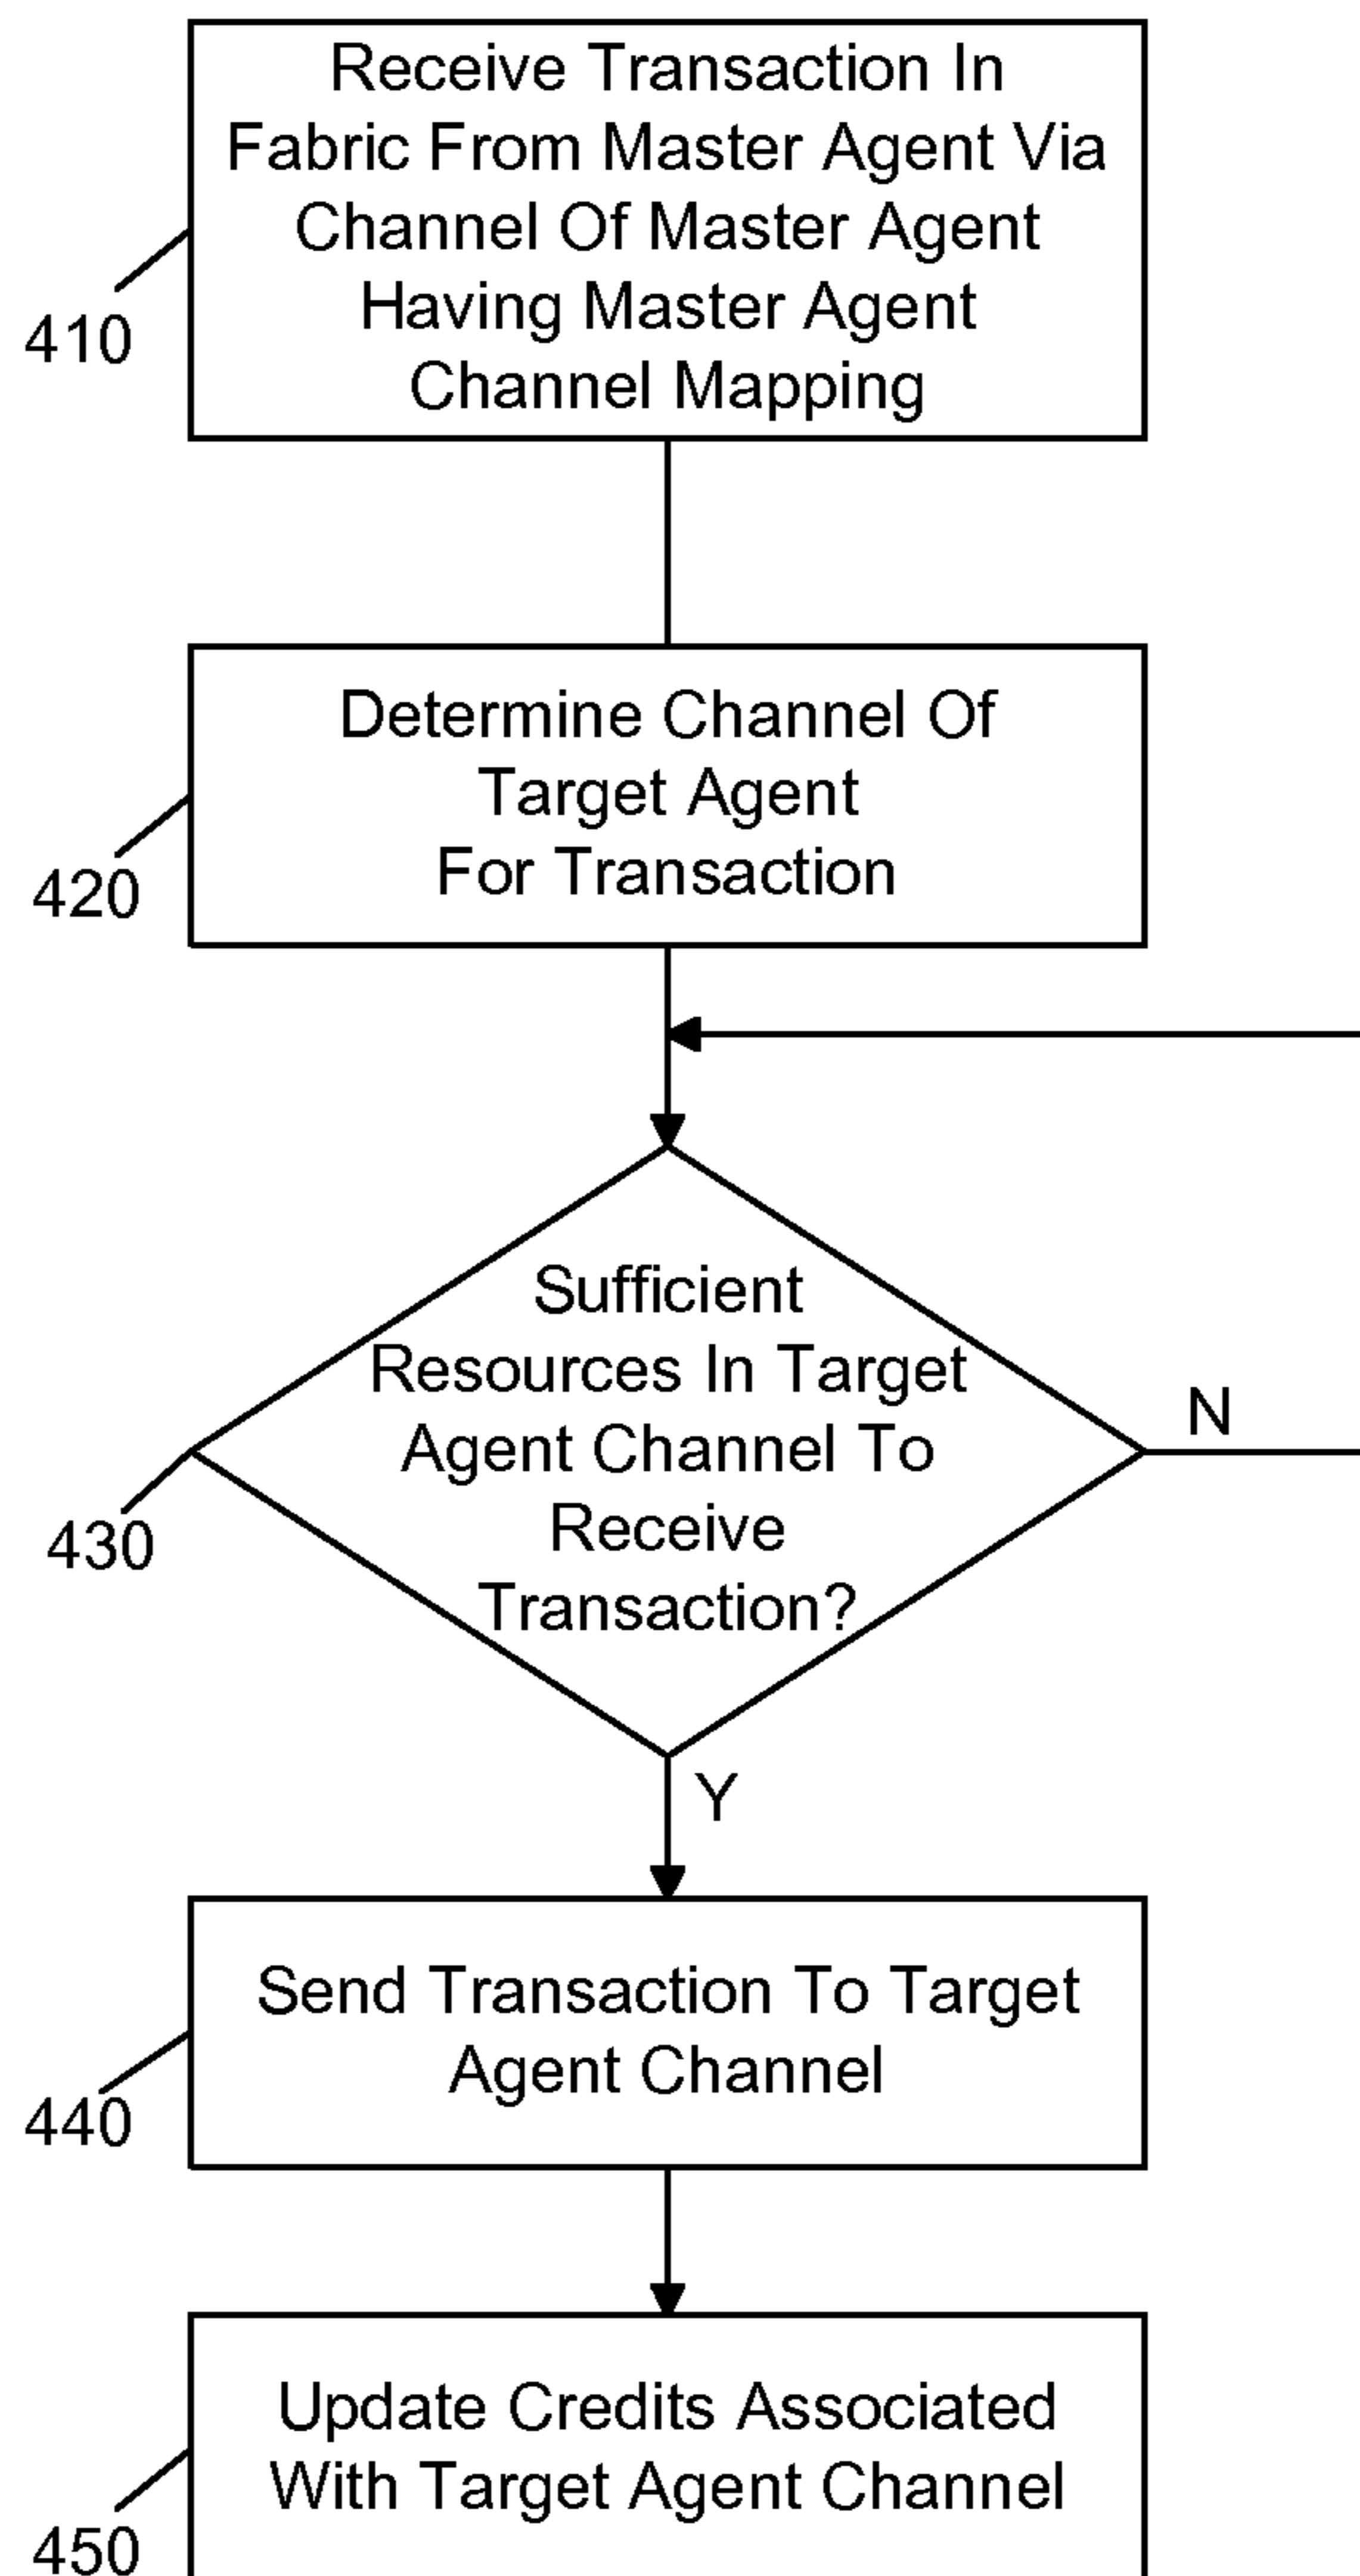 Receive Transaction In
Fabric From Master Agent Via
Channel Of Master Agent
Having Master Agent
Channel Mapping
410
Determine Channel Of
Target Agent
For Transaction
420
Sufficient
Resources In Target
Agent Channel To
Receive
Transaction?
N
430
Y
Send Transaction To Target
Agent Channel
440
Update Credits Associated
With Target Agent Channel
450